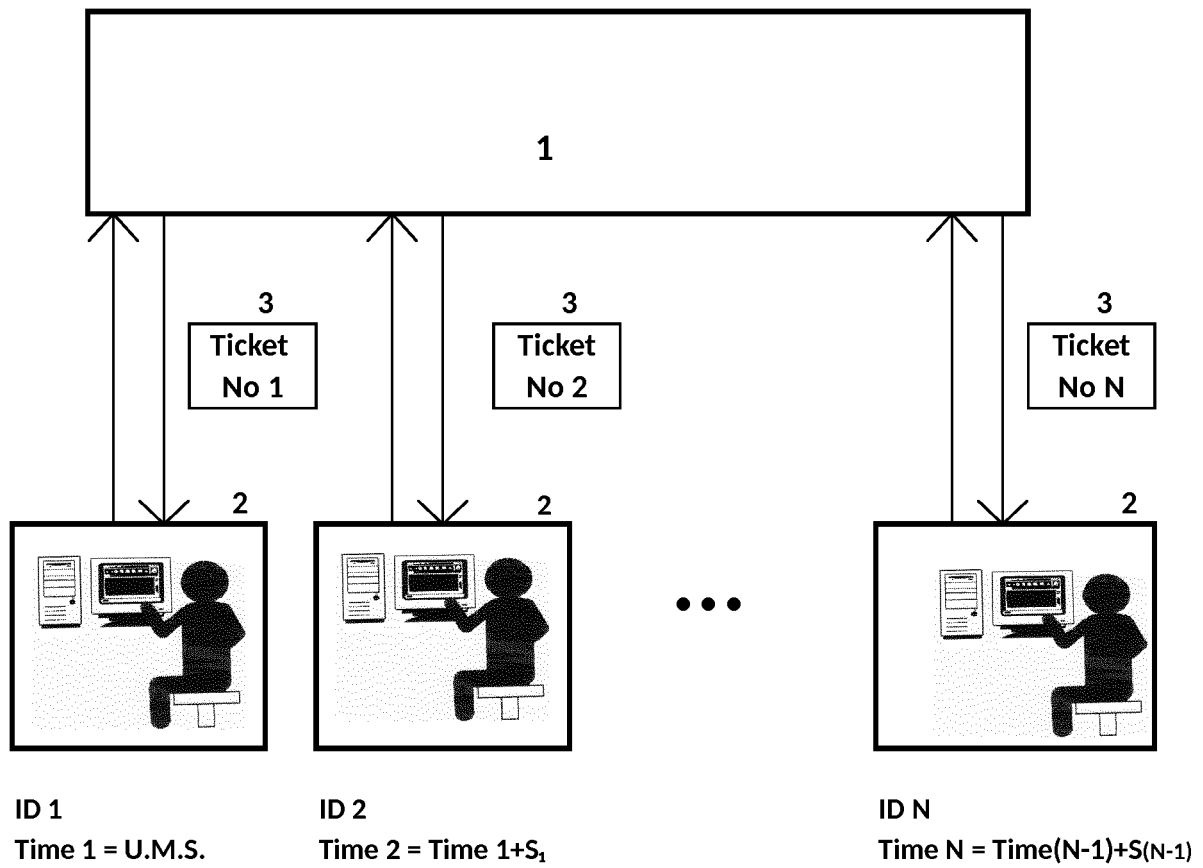 1
3 3 3
Ticket Ticket Ticket
No 1 No 2 No N
2 2 2
ID 1 ID 2 ID N
Time 1 = U.M.S. Time 2 = Time 1+S₁ Time N = Time(N-1)+S(N-1)